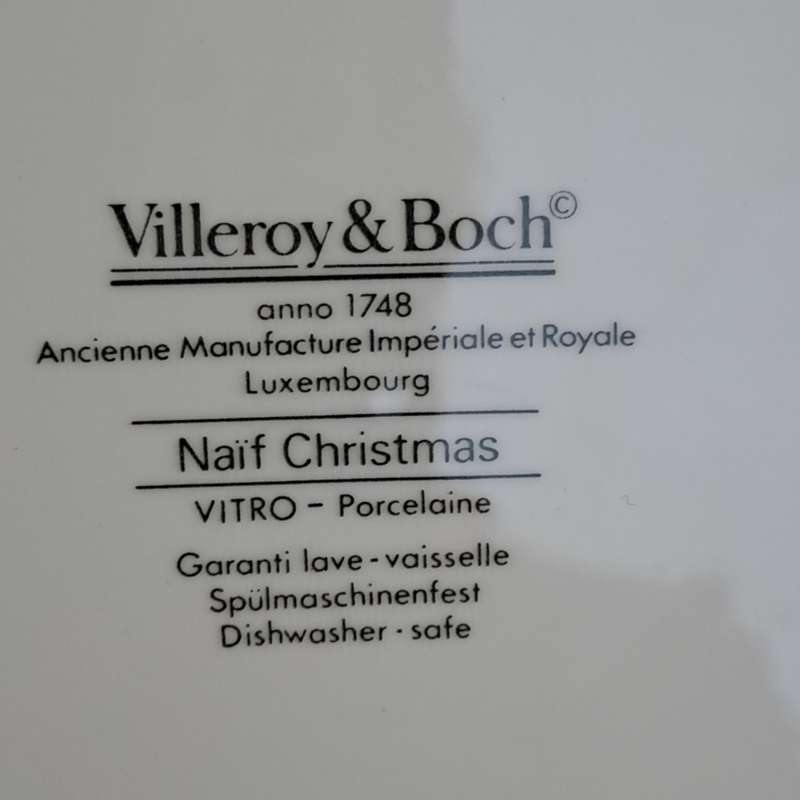 Villeroy & Boch©
anno 1748
Ancienne Manufacture Impériale et Royale
Luxembourg
Naïf Christmas
VITRO – Porcelaine
Garanti lave-vaisselle
Spülmaschinenfest
Dishwasher · safe